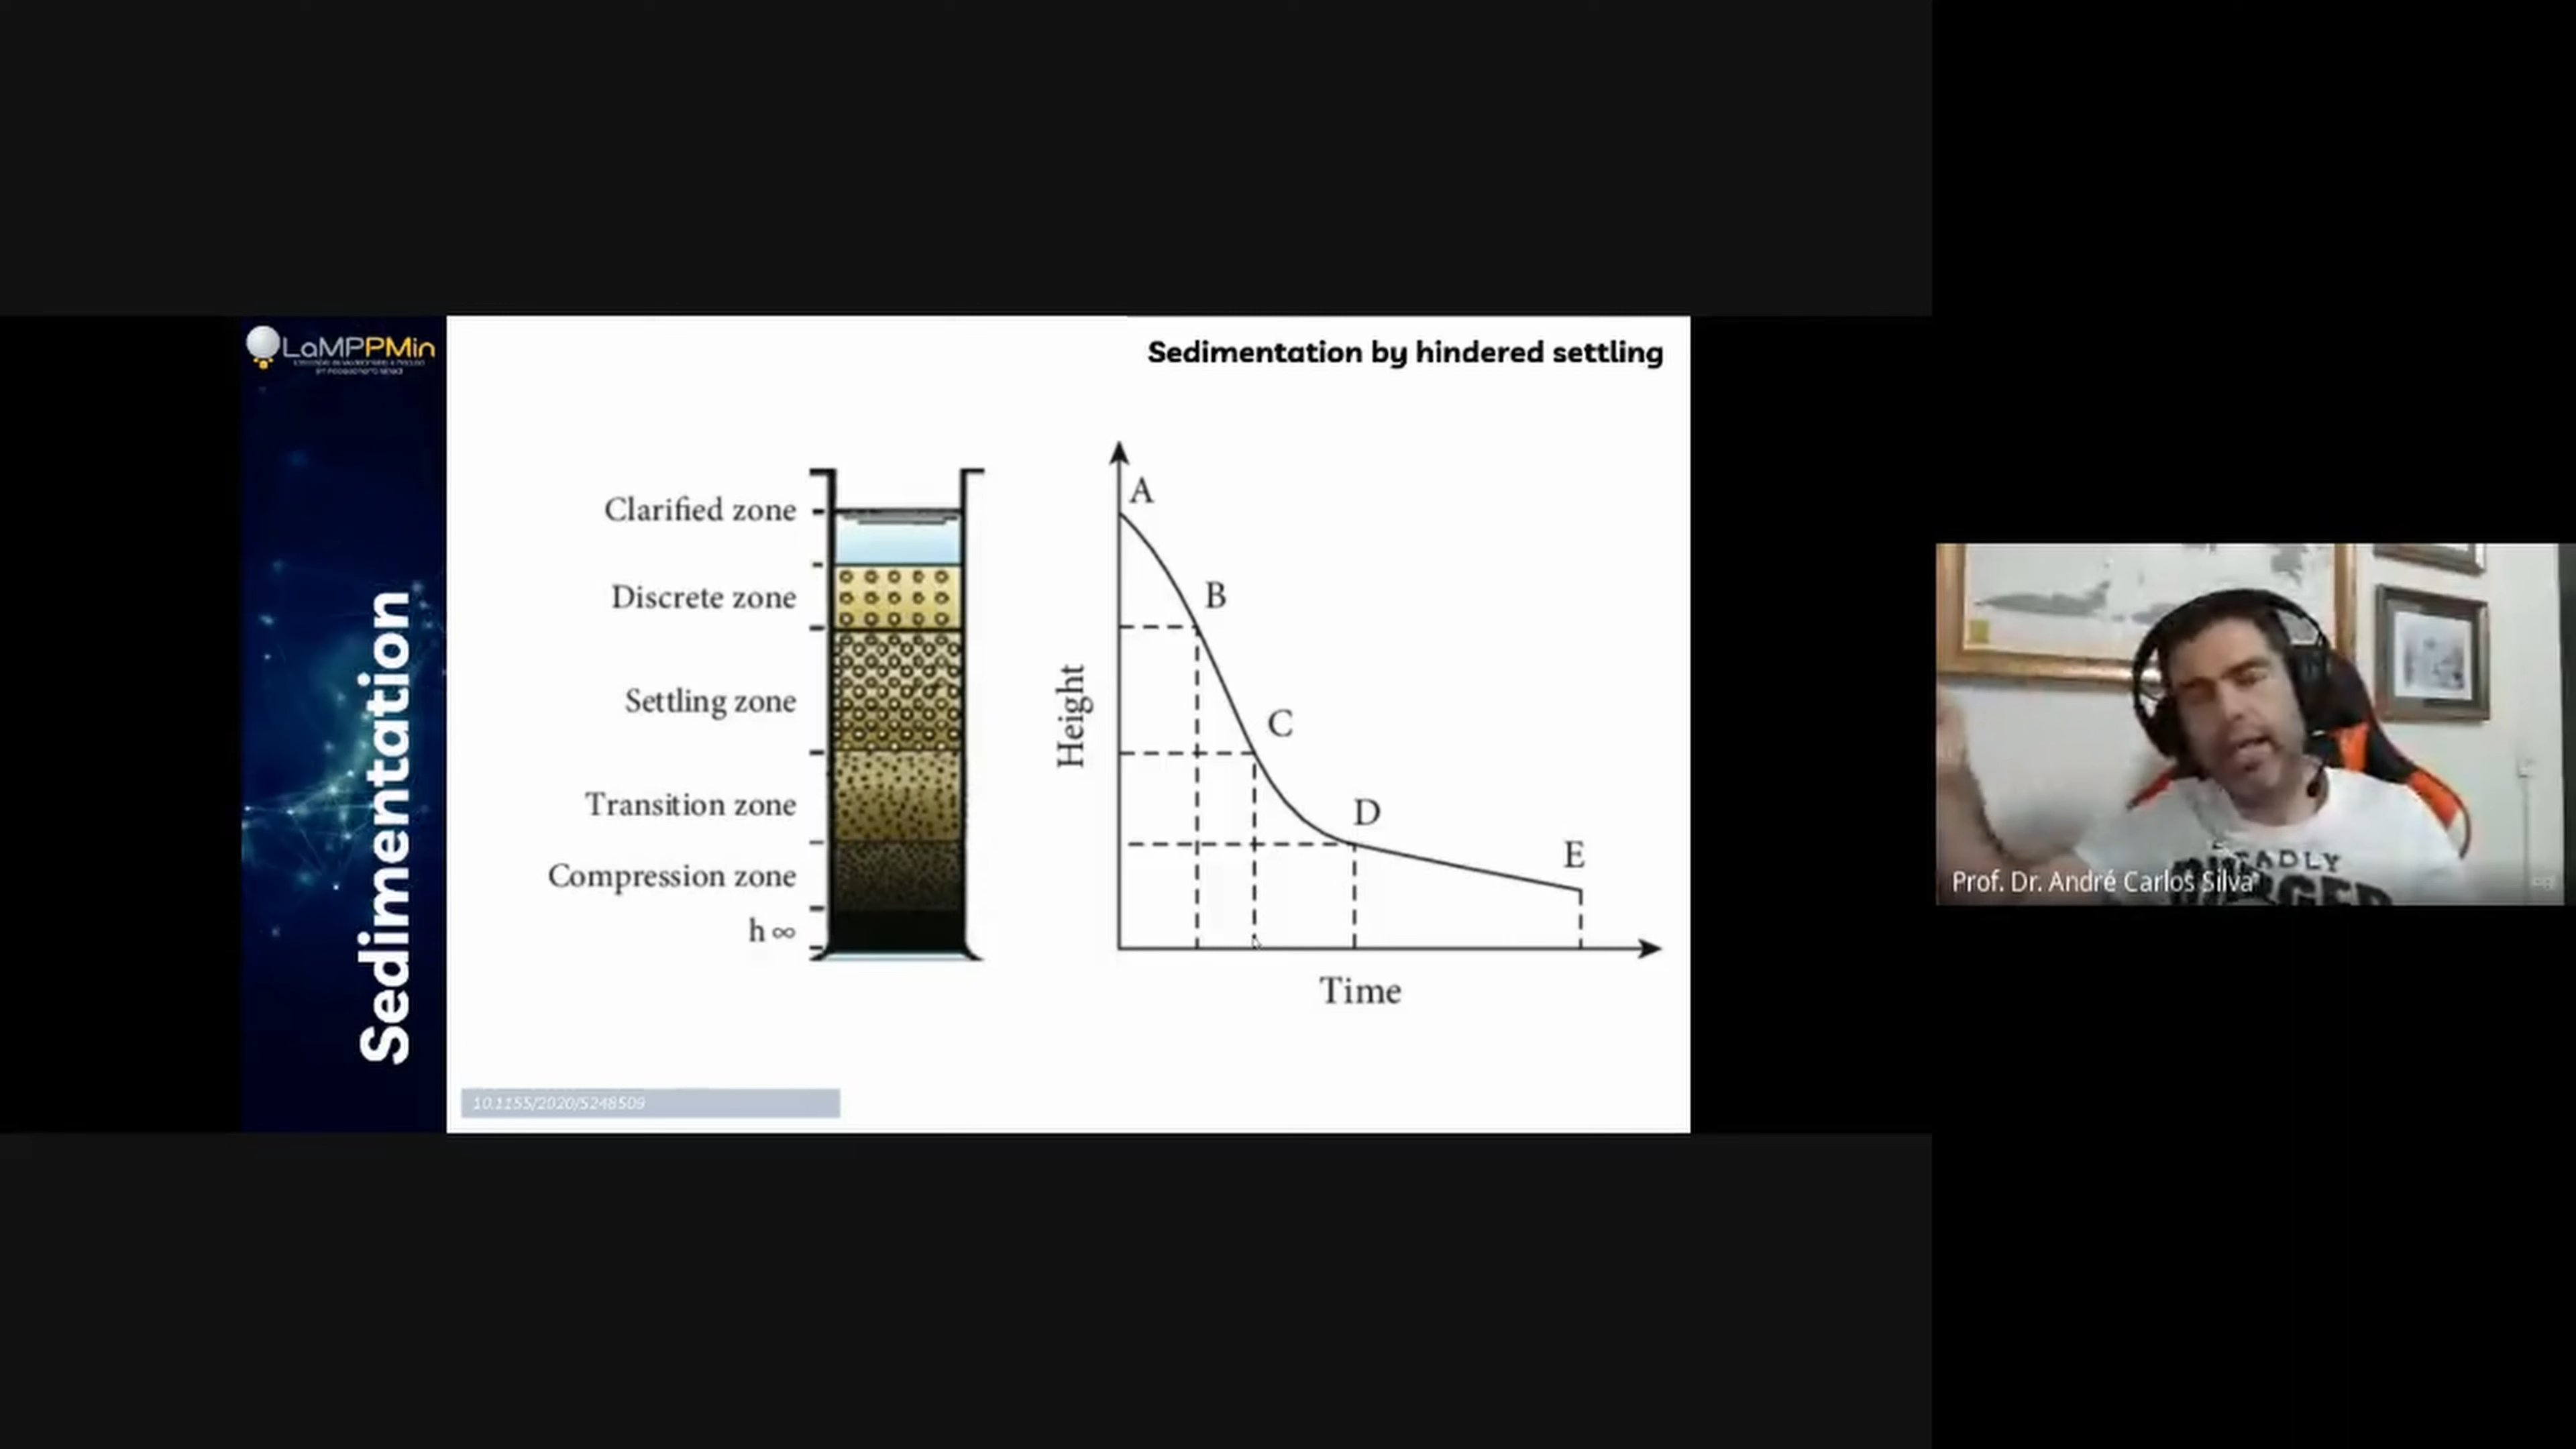 LaMPPMin
Sedimentation by hindered settling
Sedimentation
Clarified zone
Discrete zone
Settling zone
Transition zone
Compression zone
h ∞
A
B
C
D
E
Height
Time
10.1155/2020/5248509
Prof. Dr. André Carlos Silva